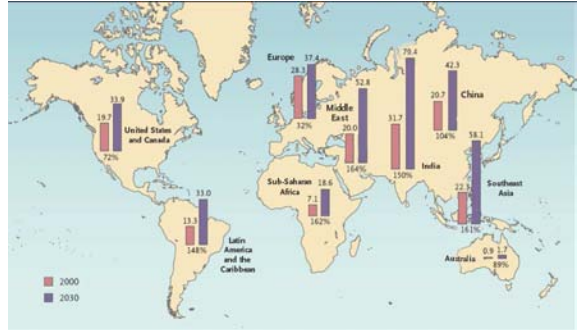 Europe
28.3
37.4
32%
79.4
52.8
42.3
20.7
China
104%
Middle
East
20.0
164%
31.7
150%
India
19.7
33.9
United States
and Canada
72%
58.1
22.3
Southeast
Asia
161%
Sub-Saharan
Africa
7.1
18.6
162%
33.0
13.3
148%
Latin
America
and the
Caribbean
Australia
0.9
1.7
89%
2000
2030